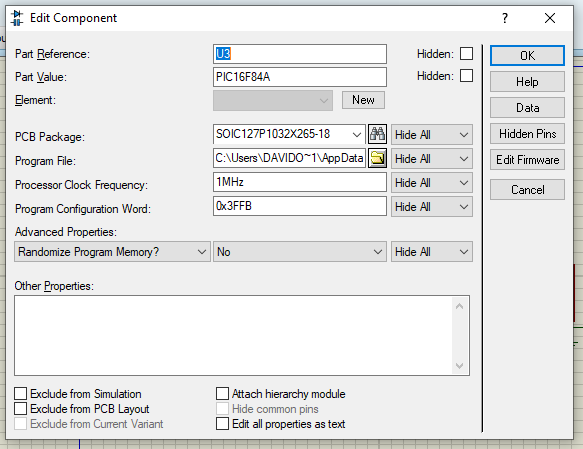 Edit Component ?
Part Reference: U3 Hidden: OK
Part Value: PIC16F84A Hidden: Help
Element: New Data
PCB Package: SOIC127P1032X265-18 Hide All Hidden Pins
Program File: C:\Users\DAVIDO~1\AppData Hide All Edit Firmware
Processor Clock Frequency: 1MHz Hide All Cancel
Program Configuration Word: 0x3FFB Hide All
Advanced Properties:
Randomize Program Memory? No Hide All
Other Properties:
Exclude from Simulation Attach hierarchy module
Exclude from PCB Layout Hide common pins
Exclude from Current Variant Edit all properties as text